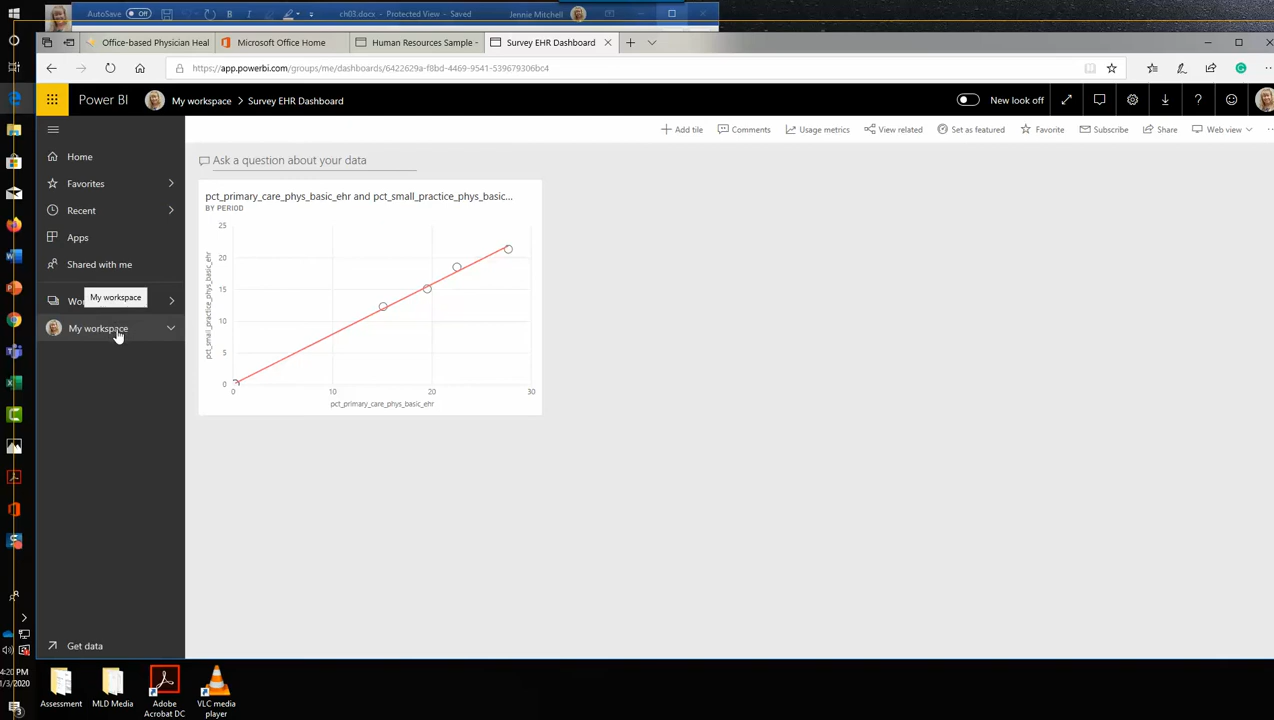 AutoSave Off ch03.docx - Protected View - Saved Jennie Mitchell
Office-based Physician Heal Microsoft Office Home Human Resources Sample - Survey EHR Dashboard
https://app.powerbi.com/groups/me/dashboards/6422629a-f8bd-4469-9541-539679306bc4
Power BI My workspace > Survey EHR Dashboard New look off
Add tile Comments Usage metrics View related Set as featured Favorite Subscribe Share Web view
Home
Favorites
Recent
Apps
Shared with me
My workspace
My workspace
Get data
Ask a question about your data
pct_primary_care_phys_basic_ehr and pct_small_practice_phys_basic...
BY PERIOD
25
20
15
10
5
0
pct_small_practice_phys_basic_ehr
0 10 20 30
pct_primary_care_phys_basic_ehr
4:20 PM
1/3/2020
3
Assessment
MLD Media
Adobe
Acrobat DC
VLC media
player